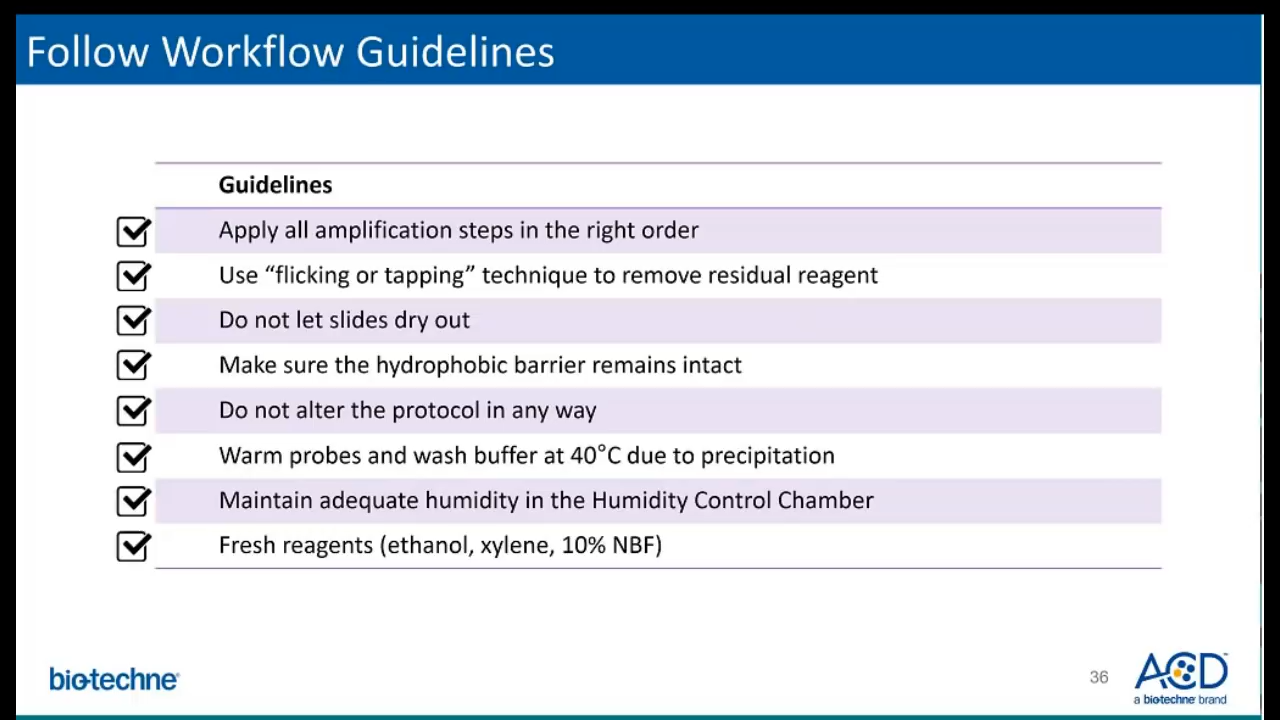 Follow Workflow Guidelines
Guidelines
Apply all amplification steps in the right order
Use “flicking or tapping” technique to remove residual reagent
Do not let slides dry out
Make sure the hydrophobic barrier remains intact
Do not alter the protocol in any way
Warm probes and wash buffer at 40°C due to precipitation
Maintain adequate humidity in the Humidity Control Chamber
Fresh reagents (ethanol, xylene, 10% NBF)
bio-techne®
36
ACD™
a biotechne® brand